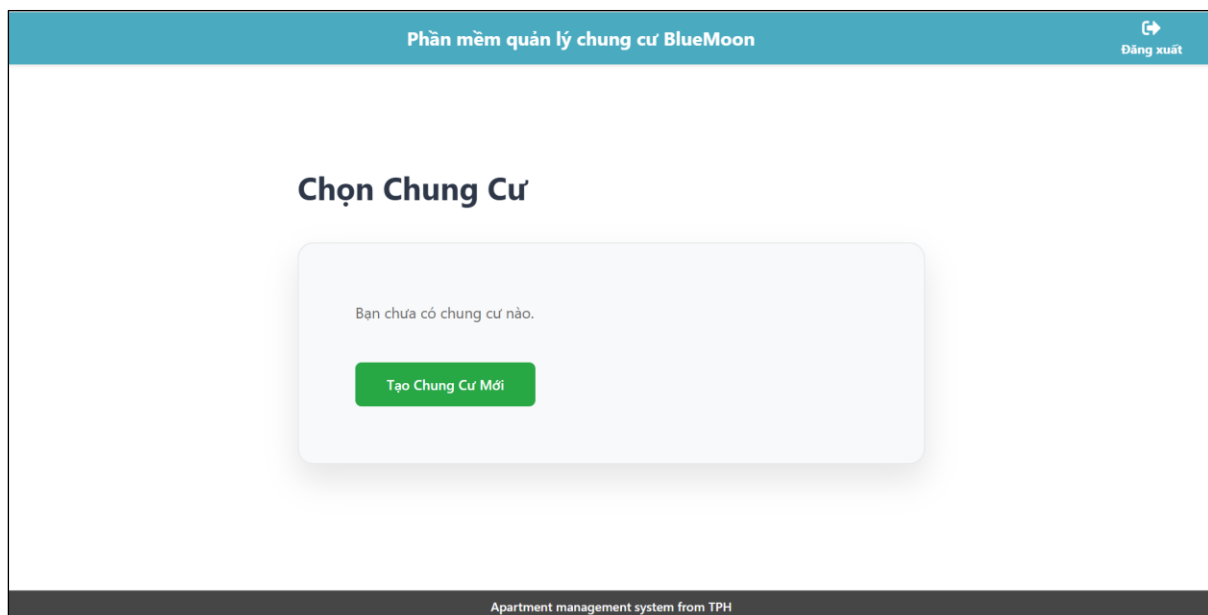 Phần mềm quản lý chung cư BlueMoon
Đăng xuất
Chọn Chung Cư
Bạn chưa có chung cư nào.
Tạo Chung Cư Mới
Apartment management system from TPH